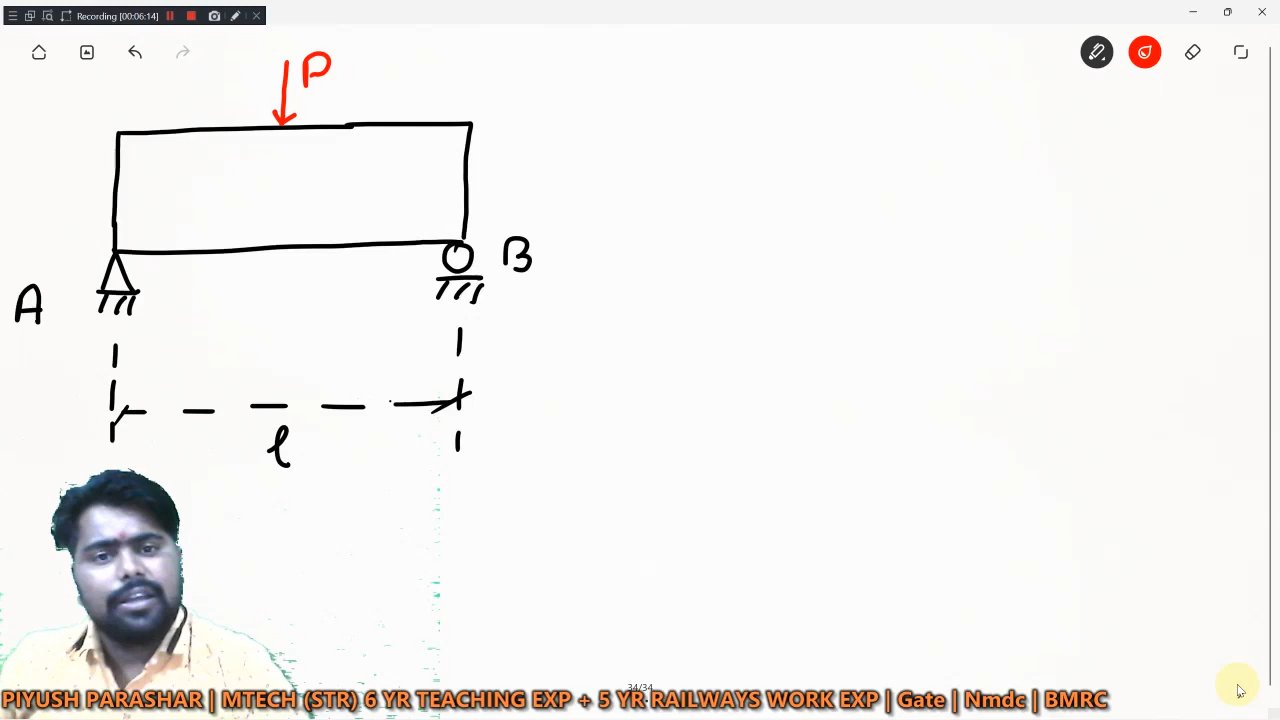 Recording [00:06:14]
P
B
A
l
34/34
PIYUSH PARASHAR | MTECH (STR) 6 YR TEACHING EXP + 5 YR RAILWAYS WORK EXP | Gate | Nmdc | BMRC